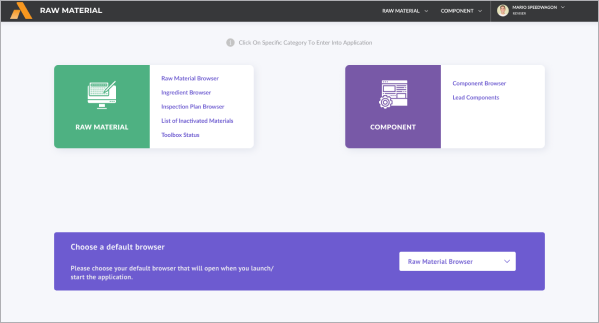 RAW MATERIAL
RAW MATERIAL
COMPONENT
MARIO SPEEDWAGON
REVIEWER
Click On Specific Category To Enter Into Application
RAW MATERIAL
Raw Material Browser
Ingredient Browser
Inspection Plan Browser
List of Inactivated Materials
Toolbox Status
COMPONENT
Component Browser
Lead Components
Choose a default browser
Please choose your default browser that will open when you launch/
start the application.
Raw Material Browser